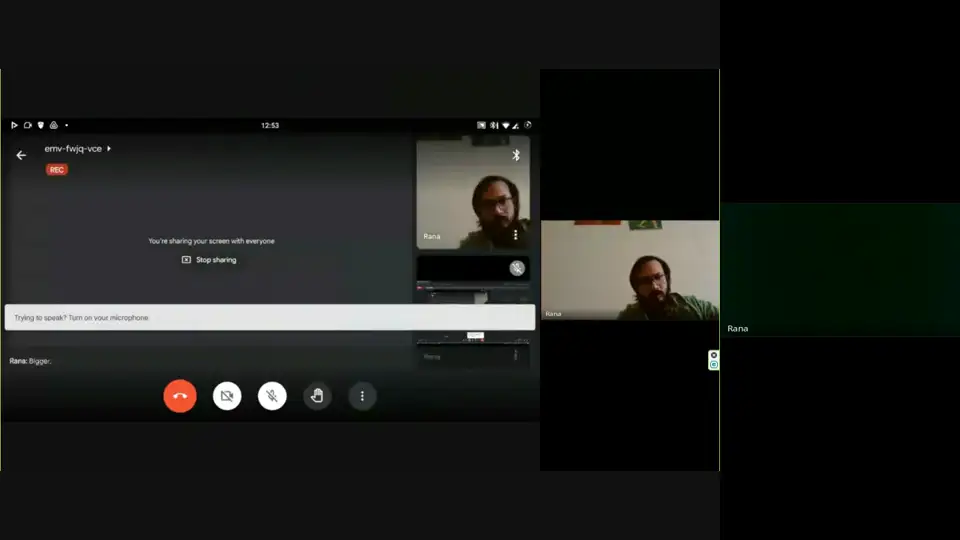 12:53
emv-fwjq-vce
REC
You're sharing your screen with everyone
Stop sharing
Rana
Trying to speak? Turn on your microphone.
Rana
Rana: Bigger.
Rana
Rana